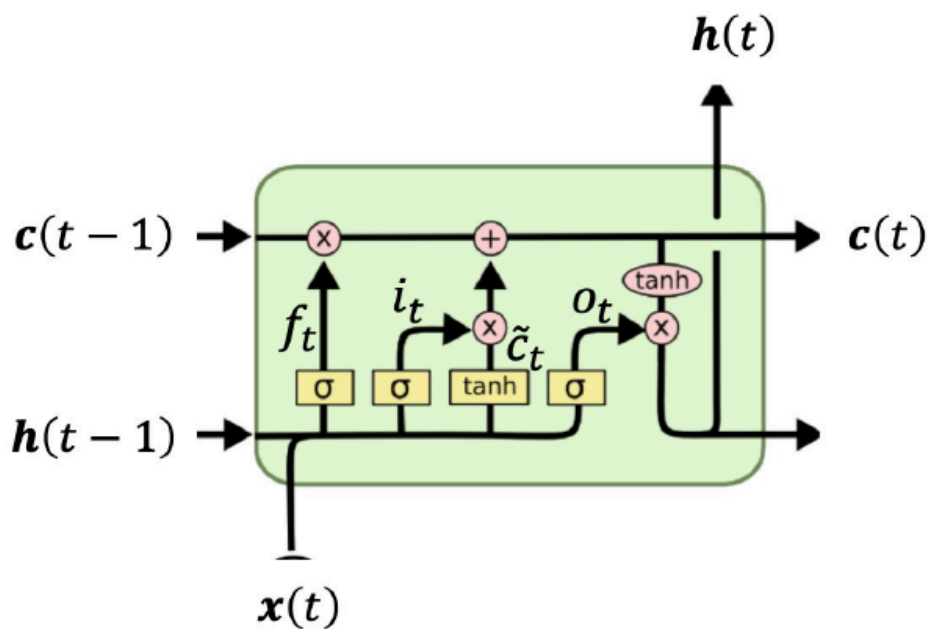 h(t)
c(t − 1)
x
+
c(t)
tanh
i_t
o_t
f_t
x
c̃_t
x
σ
σ
tanh
σ
h(t − 1)
x(t)